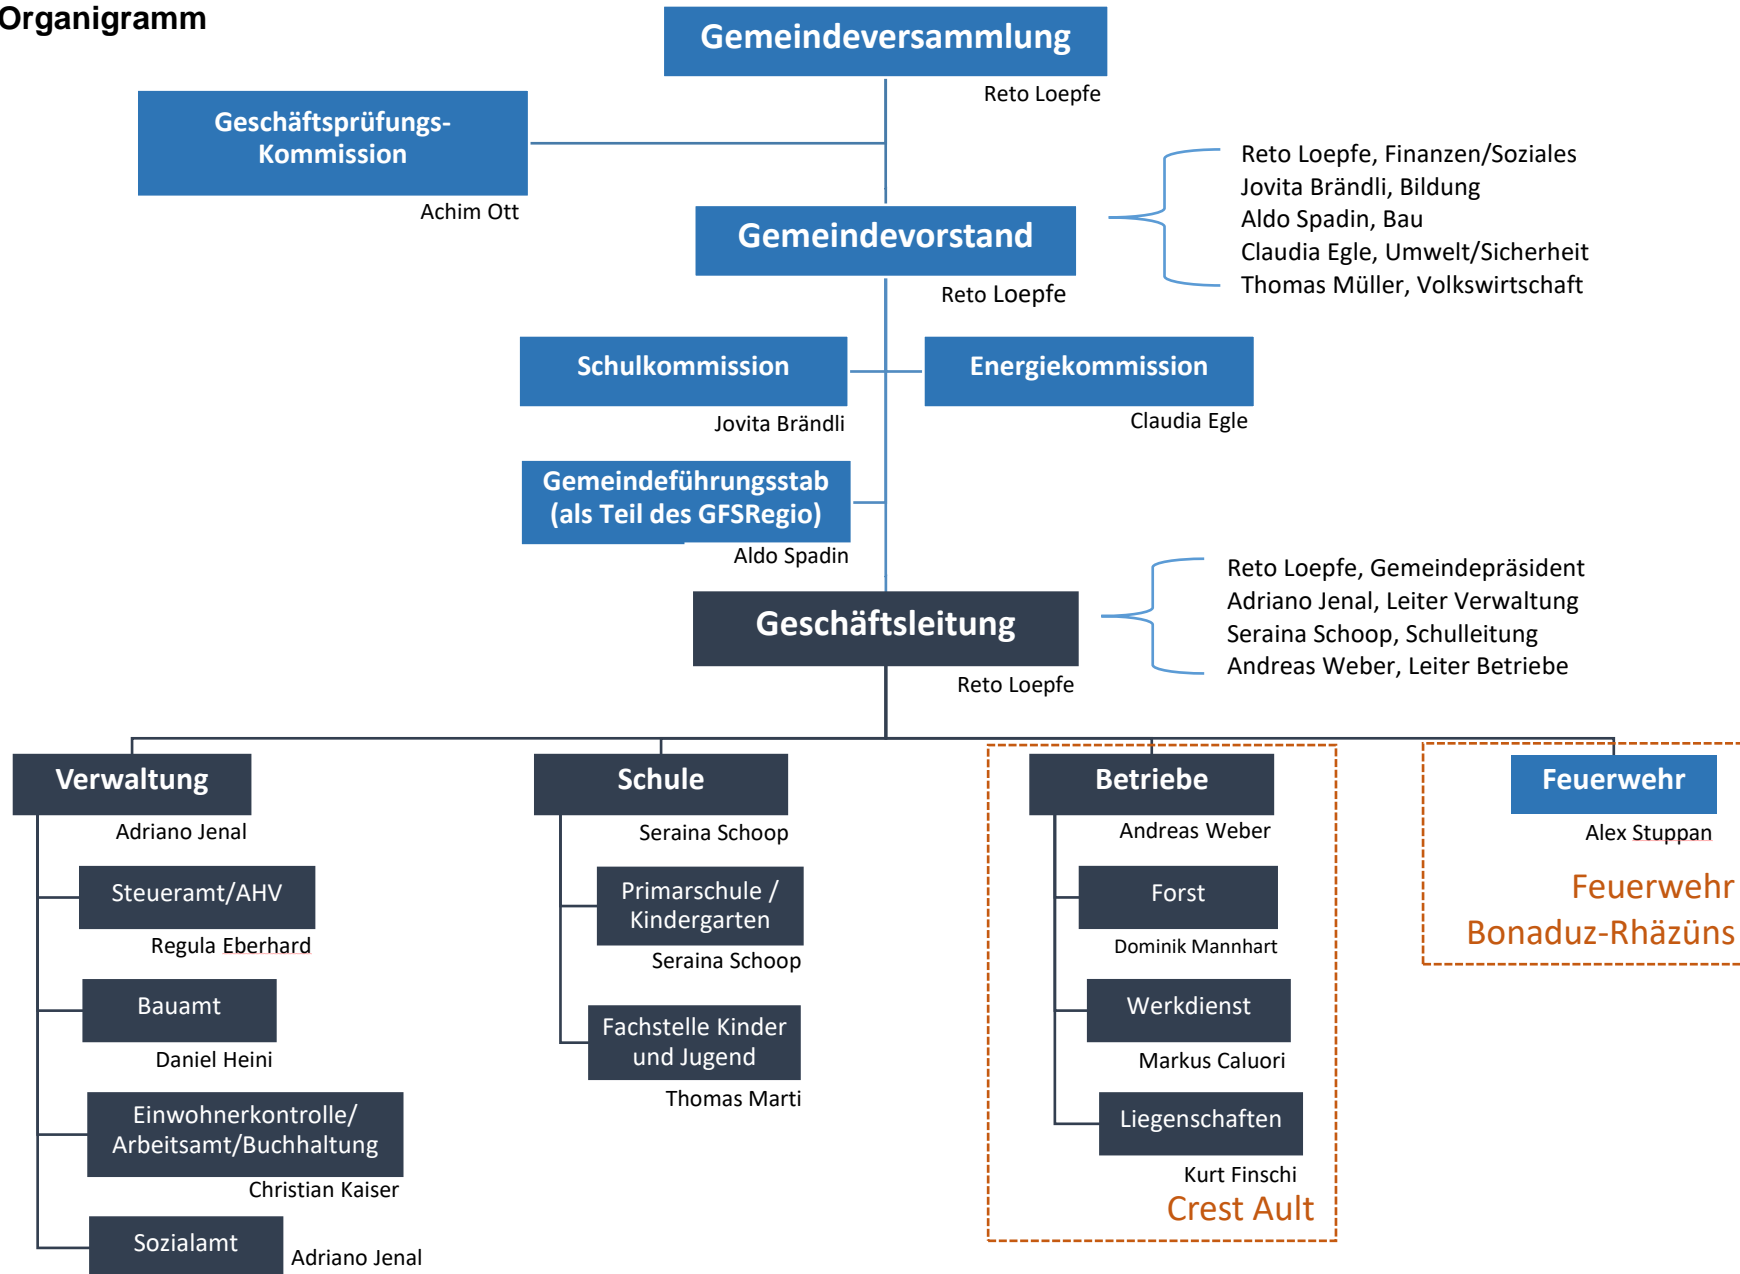 Organigramm
Gemeindeversammlung
Reto Loepfe
Geschäftsprüfungs-
Kommission
Achim Ott
Gemeindevorstand
Reto Loepfe
Reto Loepfe, Finanzen/Soziales
Jovita Brändli, Bildung
Aldo Spadin, Bau
Claudia Egle, Umwelt/Sicherheit
Thomas Müller, Volkswirtschaft
Schulkommission
Jovita Brändli
Energiekommission
Claudia Egle
Gemeindeführungsstab
(als Teil des GFSRegio)
Aldo Spadin
Geschäftsleitung
Reto Loepfe
Reto Loepfe, Gemeindepräsident
Adriano Jenal, Leiter Verwaltung
Seraina Schoop, Schulleitung
Andreas Weber, Leiter Betriebe
Verwaltung
Adriano Jenal
Steueramt/AHV
Regula Eberhard
Bauamt
Daniel Heini
Einwohnerkontrolle/
Arbeitsamt/Buchhaltung
Christian Kaiser
Sozialamt
Adriano Jenal
Schule
Seraina Schoop
Primarschule /
Kindergarten
Seraina Schoop
Fachstelle Kinder
und Jugend
Thomas Marti
Betriebe
Andreas Weber
Forst
Dominik Mannhart
Werkdienst
Markus Caluori
Liegenschaften
Kurt Finschi
Crest Ault
Feuerwehr
Alex Stuppan
Feuerwehr
Bonaduz-Rhäzüns